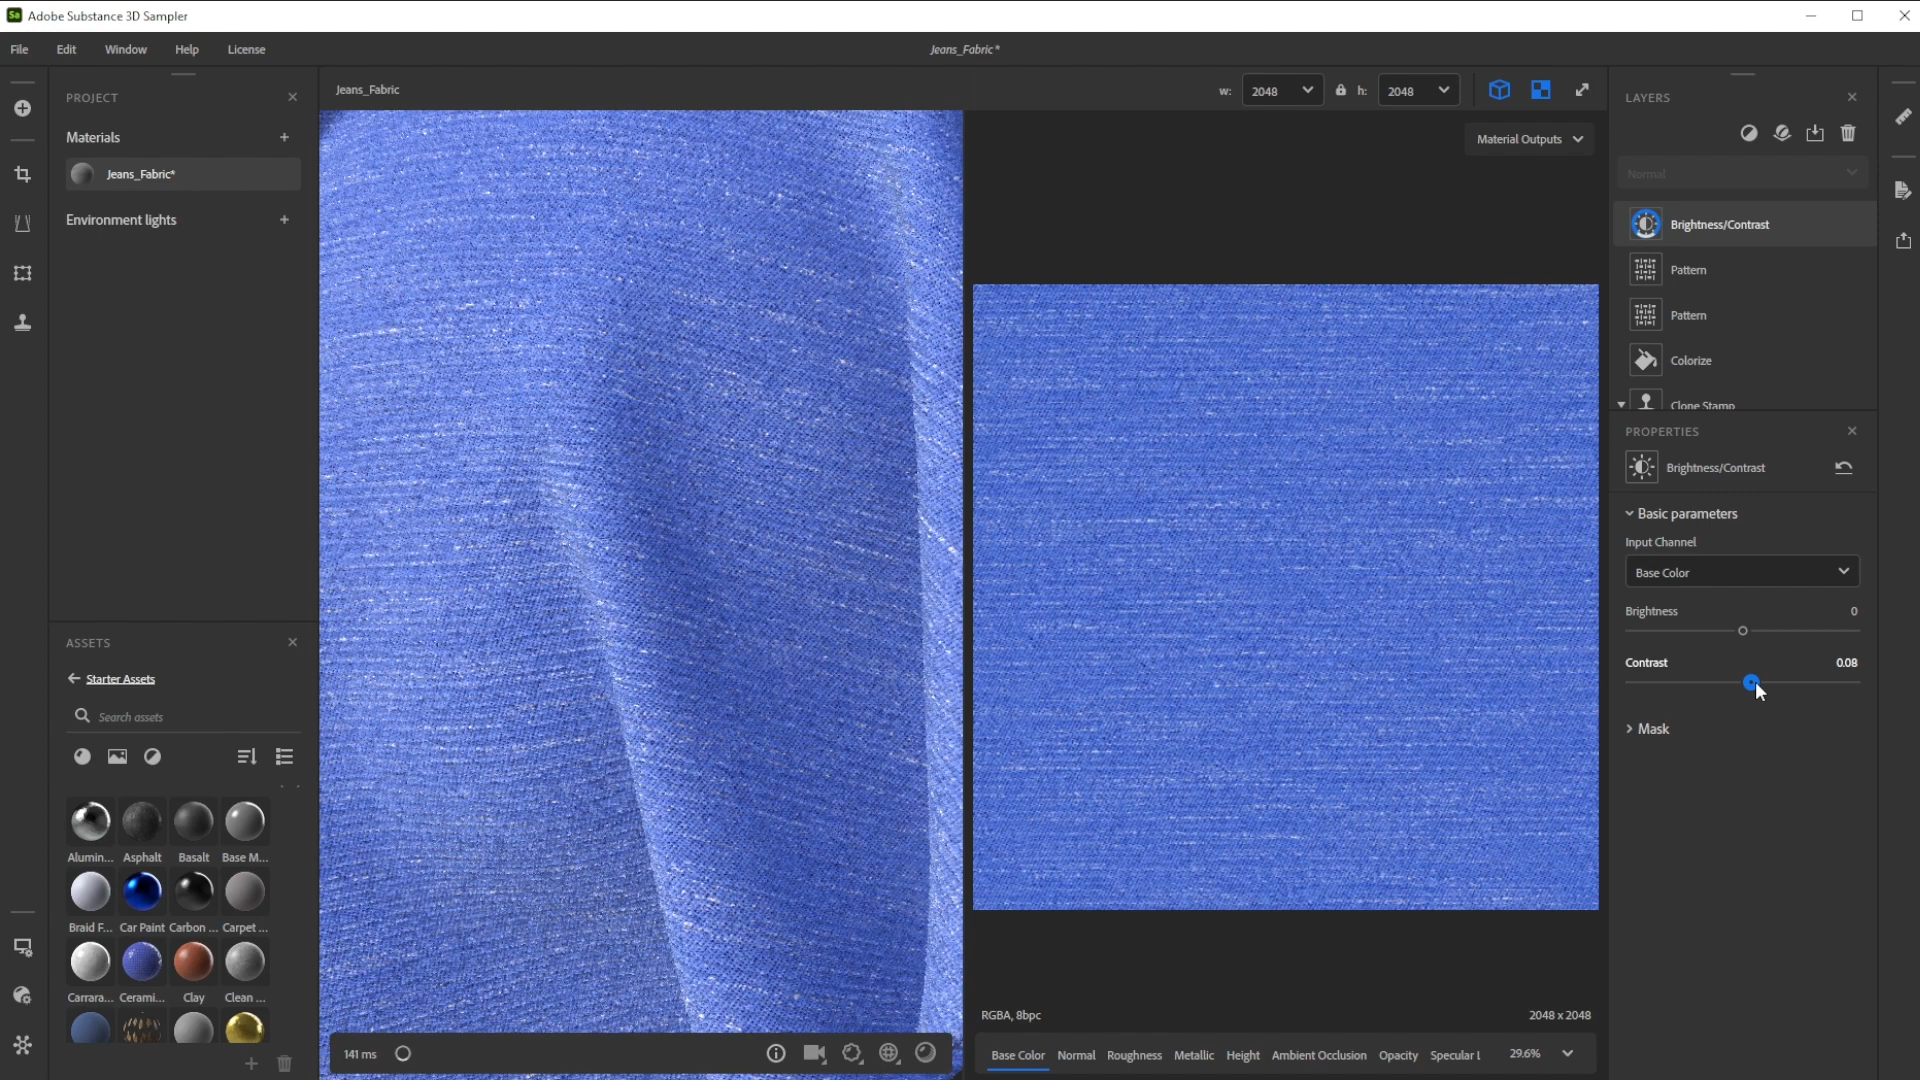 Sa Adobe Substance 3D Sampler
File Edit Window Help License
Jeans_Fabric*
PROJECT
Materials
Jeans_Fabric*
Environment lights
ASSETS
Starter Assets
Search assets
Alumin... Asphalt Basalt Base M...
Braid F... Car Paint Carbon ... Carpet ...
Carrara... Cerami... Clay Clean ...
Jeans_Fabric
w: 2048 h: 2048
Material Outputs
141 ms
RGBA, 8bpc 2048 x 2048
Base Color Normal Roughness Metallic Height Ambient Occlusion Opacity Specular L 29.6%
LAYERS
Normal
Brightness/Contrast
Pattern
Pattern
Colorize
Clone Stamp
PROPERTIES
Brightness/Contrast
Basic parameters
Input Channel
Base Color
Brightness 0
Contrast 0.08
Mask